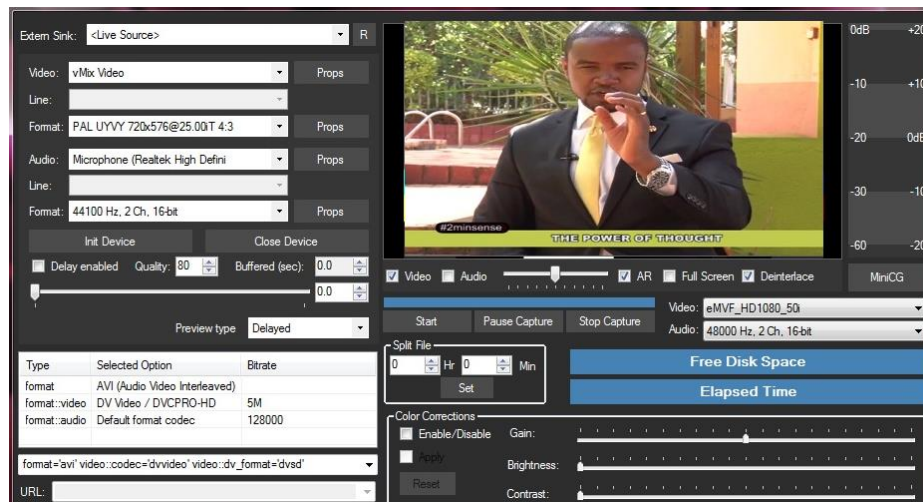 Extern Sink: <Live Source> R
Video: vMix Video Props
Line:
Format: PAL UYVY 720x576@25.00iT 4:3 Props
Audio: Microphone (Realtek High Defini Props
Line:
Format: 44100 Hz, 2 Ch, 16-bit Props
Init Device Close Device
Delay enabled Quality: 80 Buffered (sec): 0.0
0.0
Preview type Delayed
Type Selected Option Bitrate
format AVI (Audio Video Interleaved)
format::video DV Video / DVCPRO-HD 5M
format::audio Default format codec 128000
format='avi' video::codec='dvvideo' video::dv_format='dvsd'
URL:
#2minsense
THE POWER OF THOUGHT
0dB +20
-10 +10
-20 0dB
-30 -10
-60 -20
Video Audio AR Full Screen Deinterlace MiniCG
Start Pause Capture Stop Capture
Video: eMVF_HD1080_50i
Audio: 48000 Hz, 2 Ch, 16-bit
Split File
0 Hr 0 Min
Set
Free Disk Space
Elapsed Time
Color Corrections
Enable/Disable Gain:
Apply
Brightness:
Reset
Contrast: